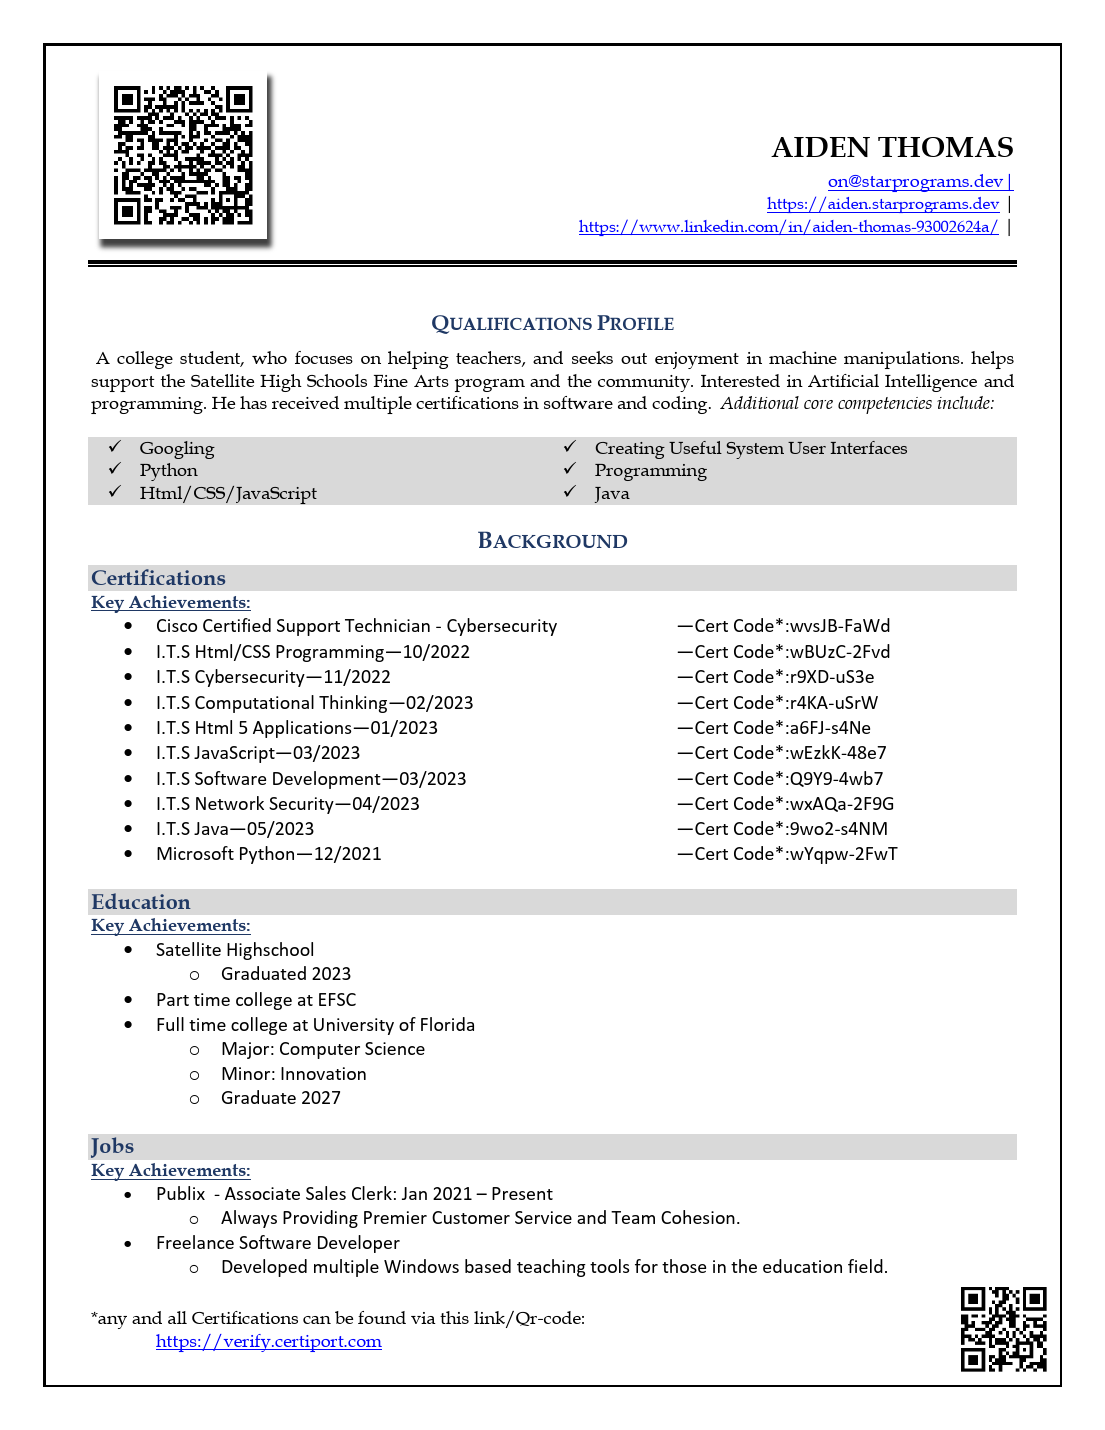 AIDEN THOMAS
on@starprograms.dev |
https://aiden.starprograms.dev |
https://www.linkedin.com/in/aiden-thomas-93002624a/ |
QUALIFICATIONS PROFILE
A college student, who focuses on helping teachers, and seeks out enjoyment in machine manipulations. helps
support the Satellite High Schools Fine Arts program and the community. Interested in Artificial Intelligence and
programming. He has received multiple certifications in software and coding. Additional core competencies include:
✓ Googling ✓ Creating Useful System User Interfaces
✓ Python ✓ Programming
✓ Html/CSS/JavaScript ✓ Java
BACKGROUND
Certifications
Key Achievements:
• Cisco Certified Support Technician - Cybersecurity —Cert Code*:wvsJB-FaWd
• I.T.S Html/CSS Programming—10/2022 —Cert Code*:wBUzC-2Fvd
• I.T.S Cybersecurity—11/2022 —Cert Code*:r9XD-uS3e
• I.T.S Computational Thinking—02/2023 —Cert Code*:r4KA-uSrW
• I.T.S Html 5 Applications—01/2023 —Cert Code*:a6FJ-s4Ne
• I.T.S JavaScript—03/2023 —Cert Code*:wEzkK-48e7
• I.T.S Software Development—03/2023 —Cert Code*:Q9Y9-4wb7
• I.T.S Network Security—04/2023 —Cert Code*:wxAQa-2F9G
• I.T.S Java—05/2023 —Cert Code*:9wo2-s4NM
• Microsoft Python—12/2021 —Cert Code*:wYqpw-2FwT
Education
Key Achievements:
• Satellite Highschool
o Graduated 2023
• Part time college at EFSC
• Full time college at University of Florida
o Major: Computer Science
o Minor: Innovation
o Graduate 2027
Jobs
Key Achievements:
• Publix - Associate Sales Clerk: Jan 2021 – Present
o Always Providing Premier Customer Service and Team Cohesion.
• Freelance Software Developer
o Developed multiple Windows based teaching tools for those in the education field.
*any and all Certifications can be found via this link/Qr-code:
https://verify.certiport.com